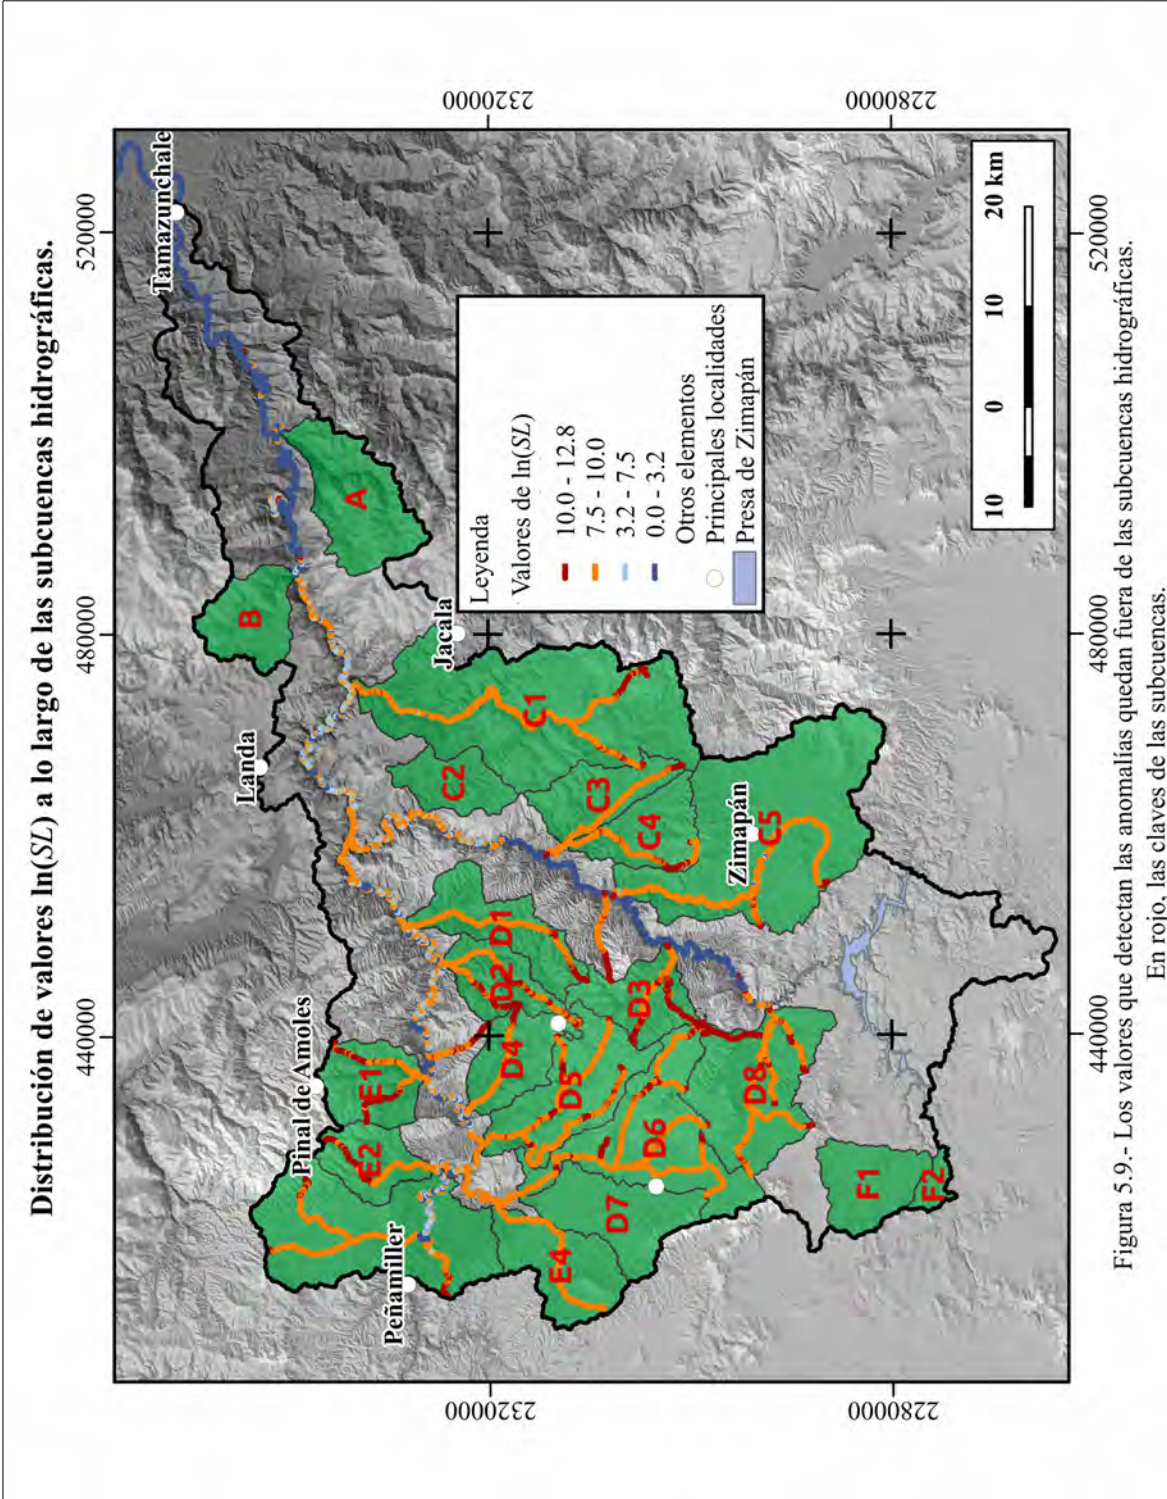 Distribución de valores ln(SL) a lo largo de las subcuencas hidrográficas.
440000
480000
520000
2320000
2320000
2280000
2280000
440000
480000
520000
Pinal de Amoles
Landa
Tamazunchale
Peñamiller
Jacala
Zimapán
A
B
C1
C2
C3
C4
C5
D1
D2
D3
D4
D5
D6
D7
D8
E1
E2
E4
F1
F2
Leyenda
Valores de ln(SL)
10.0 - 12.8
7.5 - 10.0
3.2 - 7.5
0.0 - 3.2
Otros elementos
Principales localidades
Presa de Zimapán
10 0 10 20 km
Figura 5.9.- Los valores que detectan las anomalías quedan fuera de las subcuencas hidrográficas.
En rojo, las claves de las subcuencas.